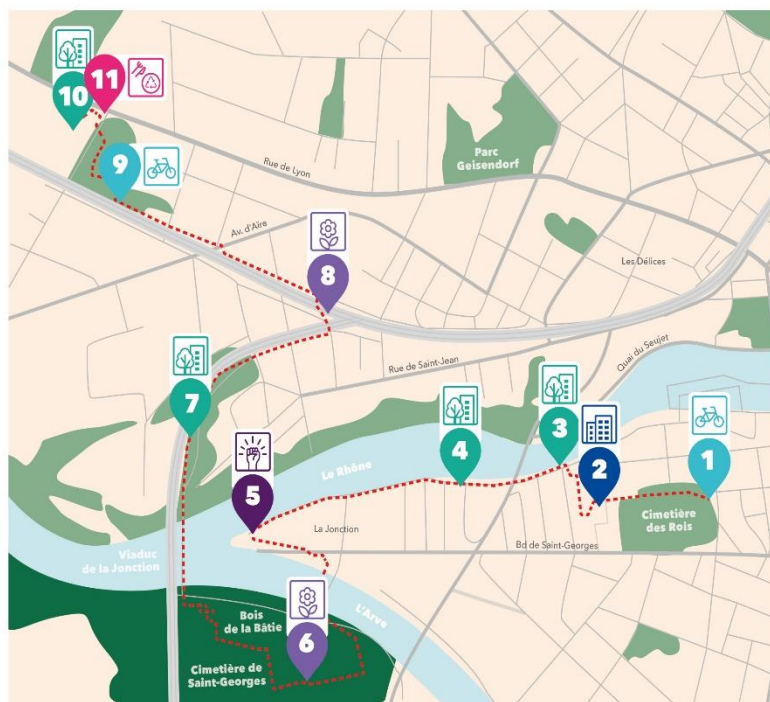 11
10
9
Rue de Lyon
Parc
Geisendorf
Av. d'Aire
8
Les Délices
Quai du Seujet
Rue de Saint-Jean
7
3
4
2
1
5
Le Rhône
Cimetière
des Rois
La Jonction
Bd de Saint-Georges
Viaduc
de la Jonction
L'Arve
Bois
de la Bâtie
6
Cimetière de
Saint-Georges